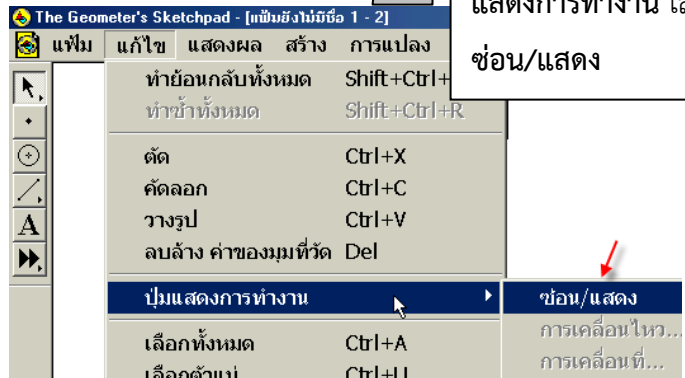 แสดงการทำงาน
ซ่อน/แสดง
The Geometer's Sketchpad - [แฟ้มยังไม่มีชื่อ 1 - 2]
แฟ้ม แก้ไข แสดงผล สร้าง การแปลง
ทำย้อนกลับทั้งหมด Shift+Ctrl+
ทำซ้ำทั้งหมด Shift+Ctrl+R
ตัด Ctrl+X
คัดลอก Ctrl+C
วางรูป Ctrl+V
A
ลบล้าง ค่าของมุมที่วัด Del
ปุ่มแสดงการทำงาน ซ่อน/แสดง
การเคลื่อนไหว...
เลือกทั้งหมด Ctrl+A
การเคลื่อนที่...
เลือกตัวแม่ Ctrl+U